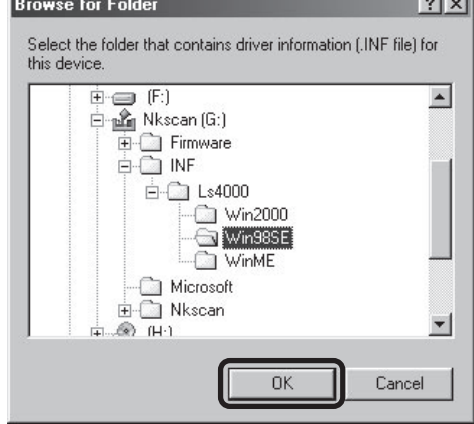 Browse for Folder
Select the folder that contains driver information (.INF file) for
this device.
(F:)
Nkscan (G:)
Firmware
INF
Ls4000
Win2000
Win98SE
WinME
Microsoft
Nkscan
(H:)
OK
Cancel